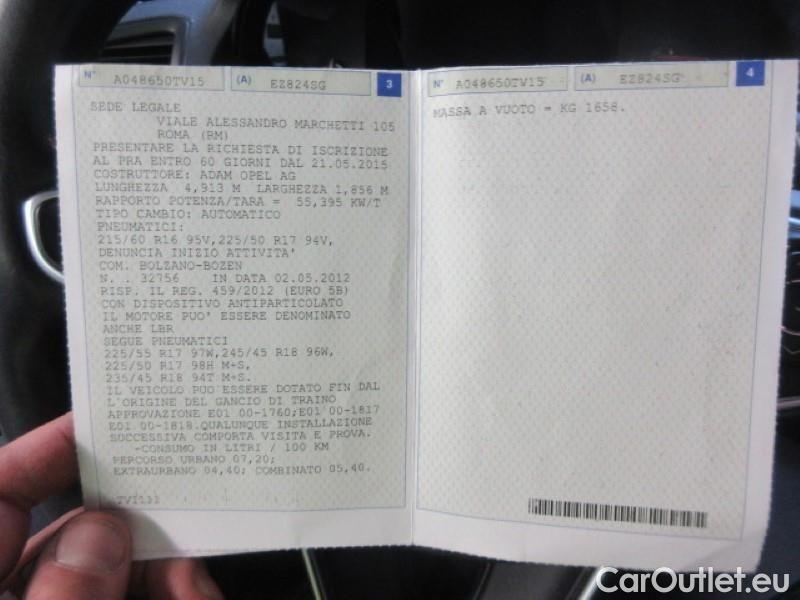 N° A048650TV15 (A) EZ824SG 3
SEDE LEGALE
VIALE ALESSANDRO MARCHETTI 105
ROMA (RM)
PRESENTARE LA RICHIESTA DI ISCRIZIONE
AL PRA ENTRO 60 GIORNI DAL 21.05.2015
COSTRUTTORE: ADAM OPEL AG
LUNGHEZZA 4,913 M LARGHEZZA 1,856 M
RAPPORTO POTENZA/TARA = 55,395 KW/T
TIPO CAMBIO: AUTOMATICO
PNEUMATICI:
215/60 R16 95V,225/50 R17 94V,
DENUNCIA INIZIO ATTIVITA'
COM. BOLZANO-BOZEN
N. . 32756 IN DATA 02.05.2012
RISP. IL REG. 459/2012 (EURO 5B)
CON DISPOSITIVO ANTIPARTICOLATO
IL MOTORE PUO' ESSERE DENOMINATO
ANCHE LBR
SEGUE PNEUMATICI
225/55 R17 97W,245/45 R18 96W,
225/50 R17 98H M+S,
235/45 R18 94T M+S.
IL VEICOLO PUO ESSERE DOTATO FIN DAL
L'ORIGINE DEL GANCIO DI TRAINO
APPROVAZIONE E01 00-1760;E01 00-1817
E01 00-1818.QUALUNQUE INSTALLAZIONE
SUCCESSIVA COMPORTA VISITA E PROVA.
-CONSUMO IN LITRI / 100 KM
PERCORSO URBANO 07,20;
EXTRAURBANO 04,40; COMBINATO 05,40.
N° A048650TV15 (A) EZ824SG 4
MASSA A VUOTO = KG 1658.
CarOutlet.eu